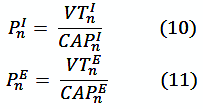 P_n^I = VT_n^I / CAP_n^I (10)
P_n^E = VT_n^E / CAP_n^E (11)